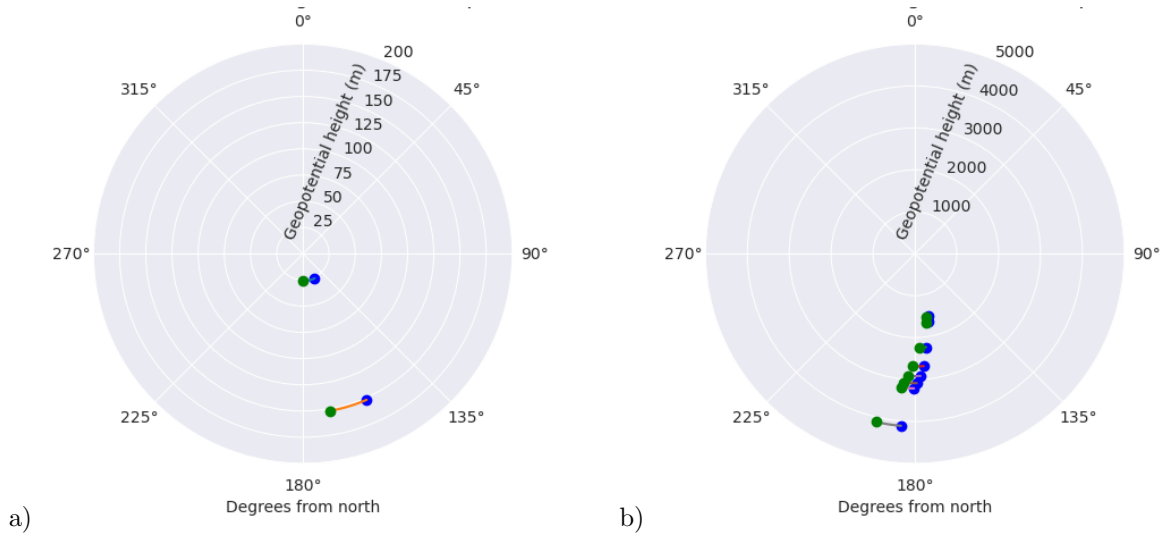 0° 0°
200 5000
175
315° 45° 315° 45°
150 4000
125
100 3000
75 2000
50
25 1000
Geopotential height (m) Geopotential height (m)
270° 90° 270° 90°
225° 135° 225° 135°
180° 180°
Degrees from north Degrees from north
a) b)